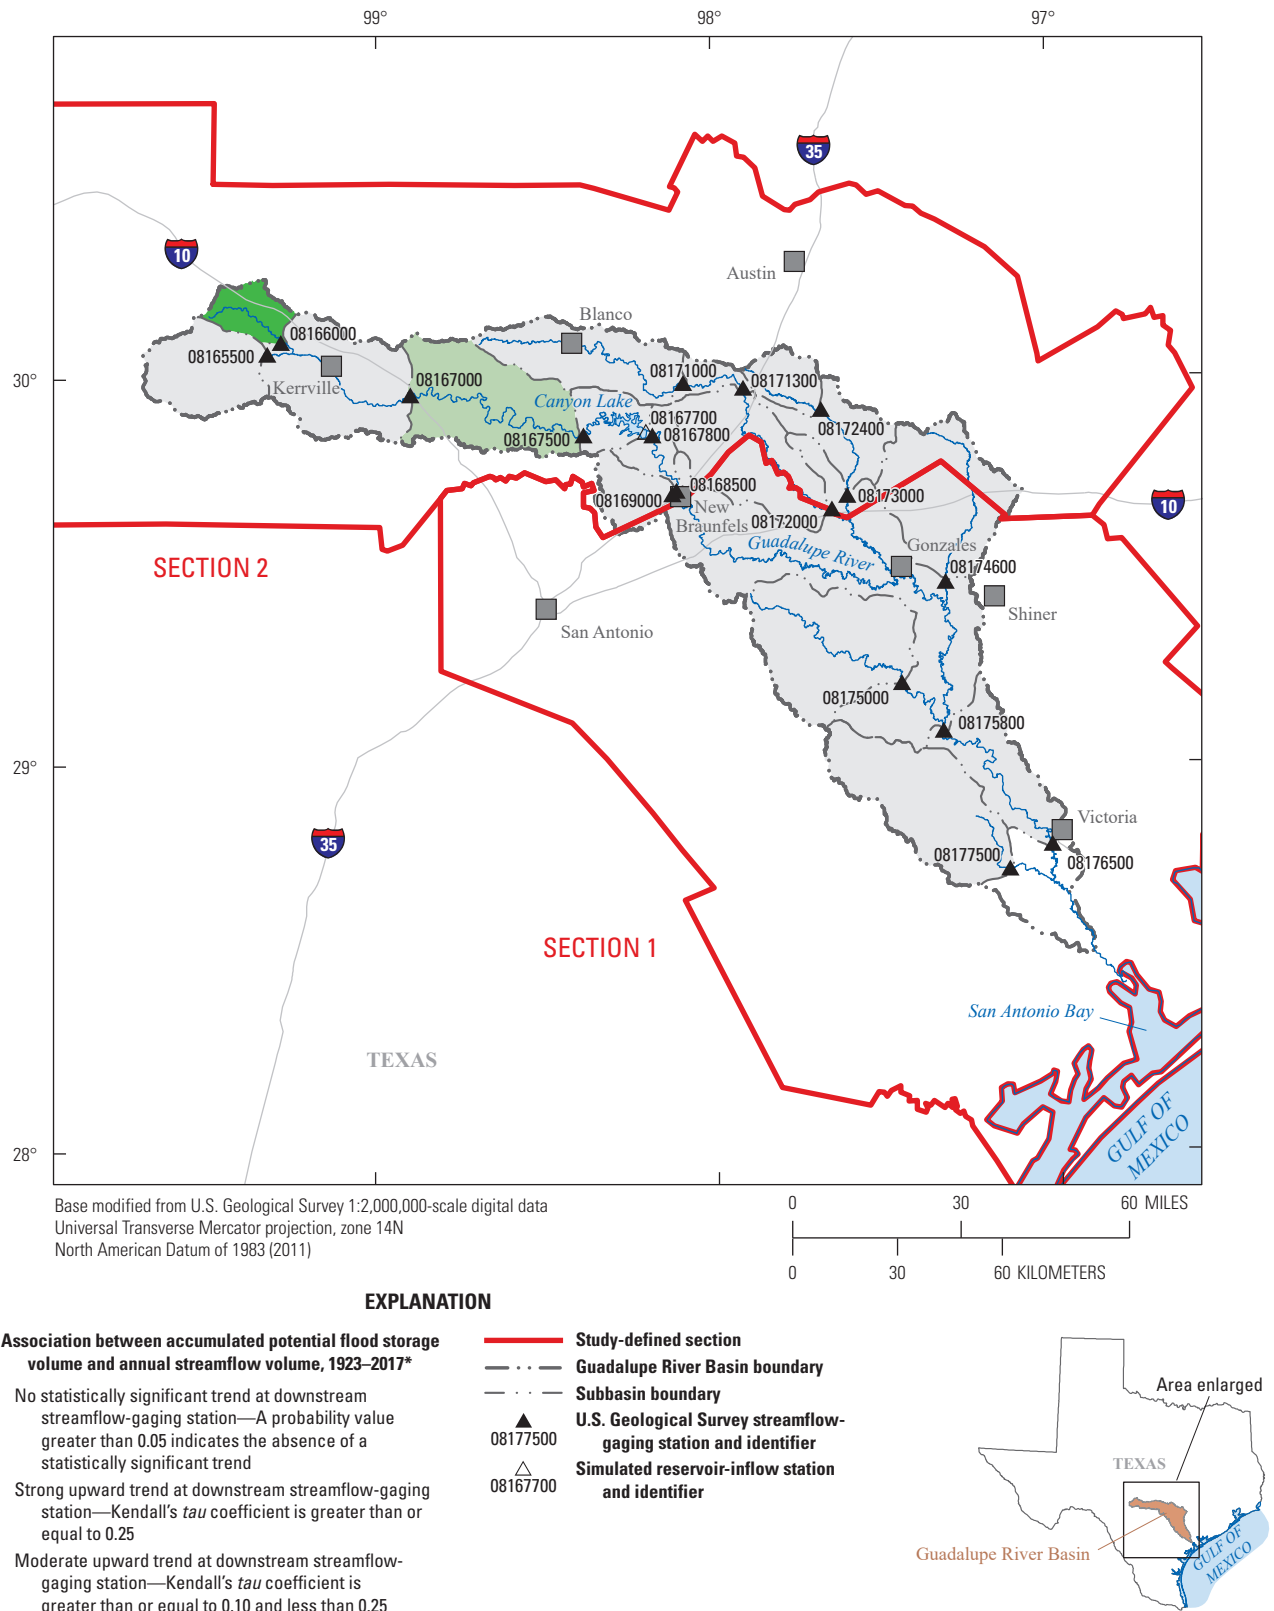 99°
98°
97°
35
10
Austin
Blanco
08166000
08165500
Kerrville
30°
08167000
08171000
08171300
Canyon Lake
08167700
08167800
08172400
08167500
08168500
08173000
08169000
New
Braunfels
08172000
10
Guadalupe River
Gonzales
SECTION 2
08174600
Shiner
San Antonio
08175000
08175800
29°
Victoria
35
08177500
08176500
SECTION 1
San Antonio Bay
TEXAS
GULF OF
MEXICO
28°
Base modified from U.S. Geological Survey 1:2,000,000-scale digital data
Universal Transverse Mercator projection, zone 14N
North American Datum of 1983 (2011)
0 30 60 MILES
0 30 60 KILOMETERS
EXPLANATION
Association between accumulated potential flood storage
volume and annual streamflow volume, 1923–2017*
No statistically significant trend at downstream
streamflow-gaging station—A probability value
greater than 0.05 indicates the absence of a
statistically significant trend
Strong upward trend at downstream streamflow-gaging
station—Kendall's tau coefficient is greater than or
equal to 0.25
Moderate upward trend at downstream streamflow-
gaging station—Kendall's tau coefficient is
greater than or equal to 0.10 and less than 0.25
Study-defined section
Guadalupe River Basin boundary
Subbasin boundary
U.S. Geological Survey streamflow-
gaging station and identifier
08177500
Simulated reservoir-inflow station
and identifier
08167700
Area enlarged
TEXAS
Guadalupe River Basin
GULF OF
MEXICO